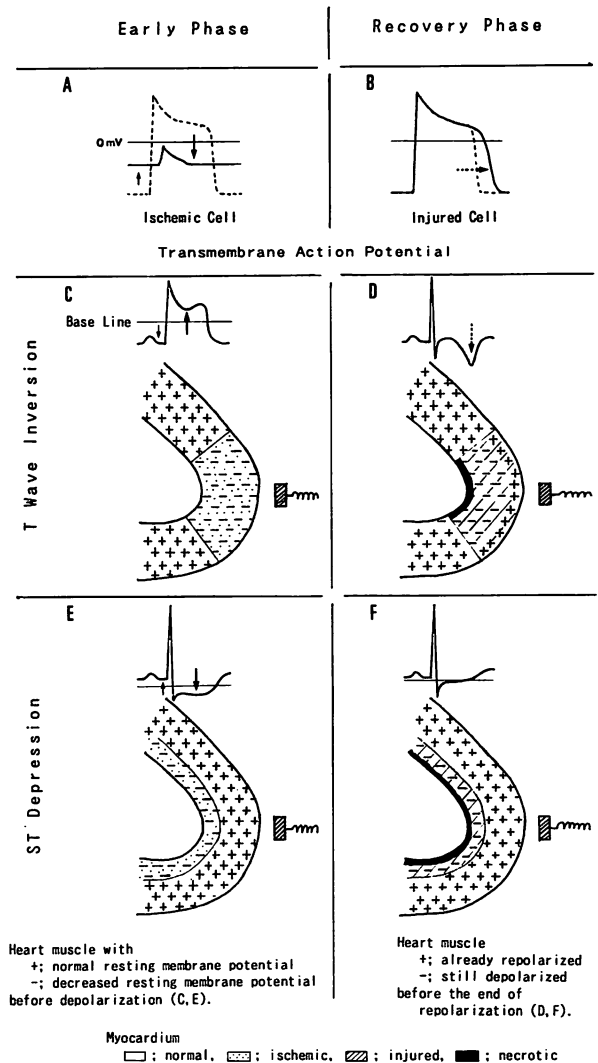 Early Phase
Recovery Phase
A
B
0mV
Ischemic Cell
Injured Cell
Transmembrane Action Potential
C
D
Base Line
T Wave Inversion
E
F
ST Depression
Heart muscle with
+; normal resting membrane potential
-; decreased resting membrane potential
before depolarization (C,E).
Heart muscle
+; already repolarized
-; still depolarized
before the end of
repolarization (D,F).
Myocardium
; normal, ; ischemic, ; injured, ; necrotic